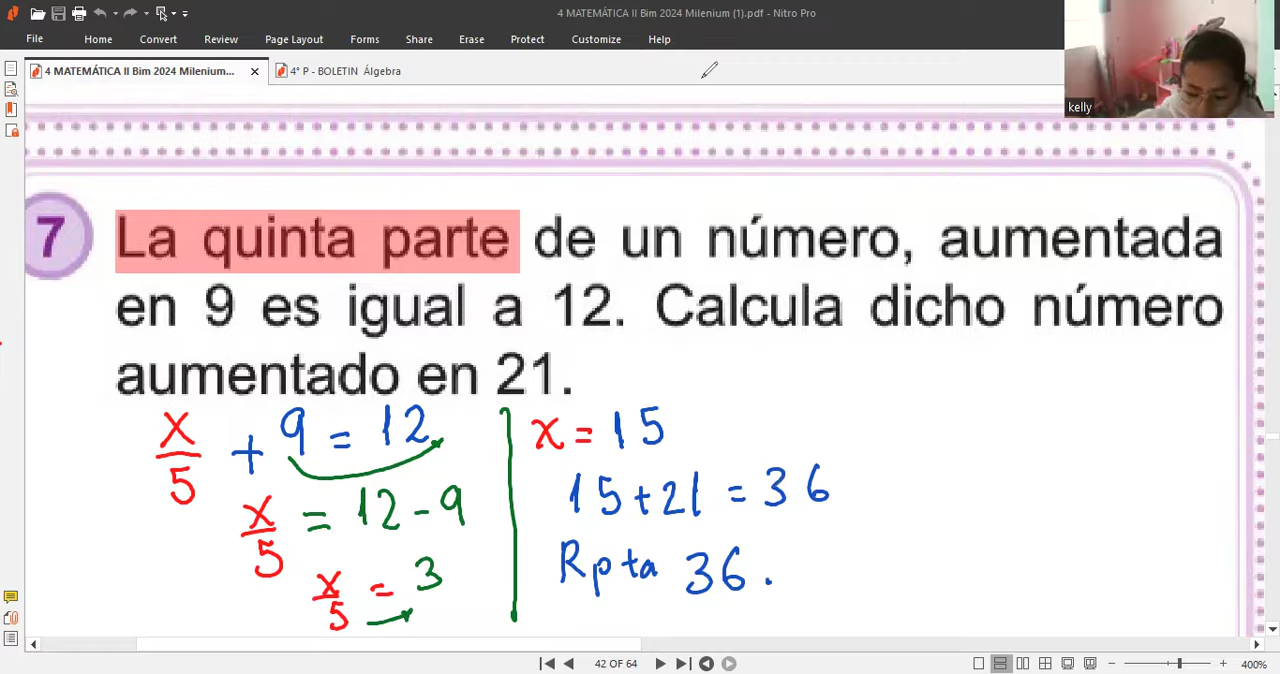 4 MATEMÁTICA II Bim 2024 Milenium (1).pdf - Nitro Pro
File Home Convert Review Page Layout Forms Share Erase Protect Customize Help
4 MATEMÁTICA II Bim 2024 Milenium... 4° P - BOLETIN Álgebra
kelly
7 La quinta parte de un número, aumentada
en 9 es igual a 12. Calcula dicho número
aumentado en 21.
x/5 + 9 = 12
x/5 = 12 - 9
x/5 = 3
x = 15
15 + 21 = 36
Rpta 36.
42 OF 64
400%